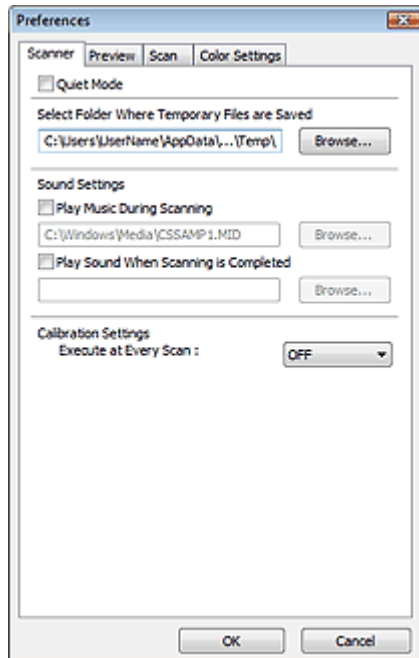 Preferences
Scanner Preview Scan Color Settings
Quiet Mode
Select Folder Where Temporary Files are Saved
C:\Users\UserName\AppData\,...\Temp\, Browse...
Sound Settings
Play Music During Scanning
C:\Windows\Media\CSSAMP1.MID Browse...
Play Sound When Scanning is Completed
Browse...
Calibration Settings
Execute at Every Scan : OFF
OK Cancel